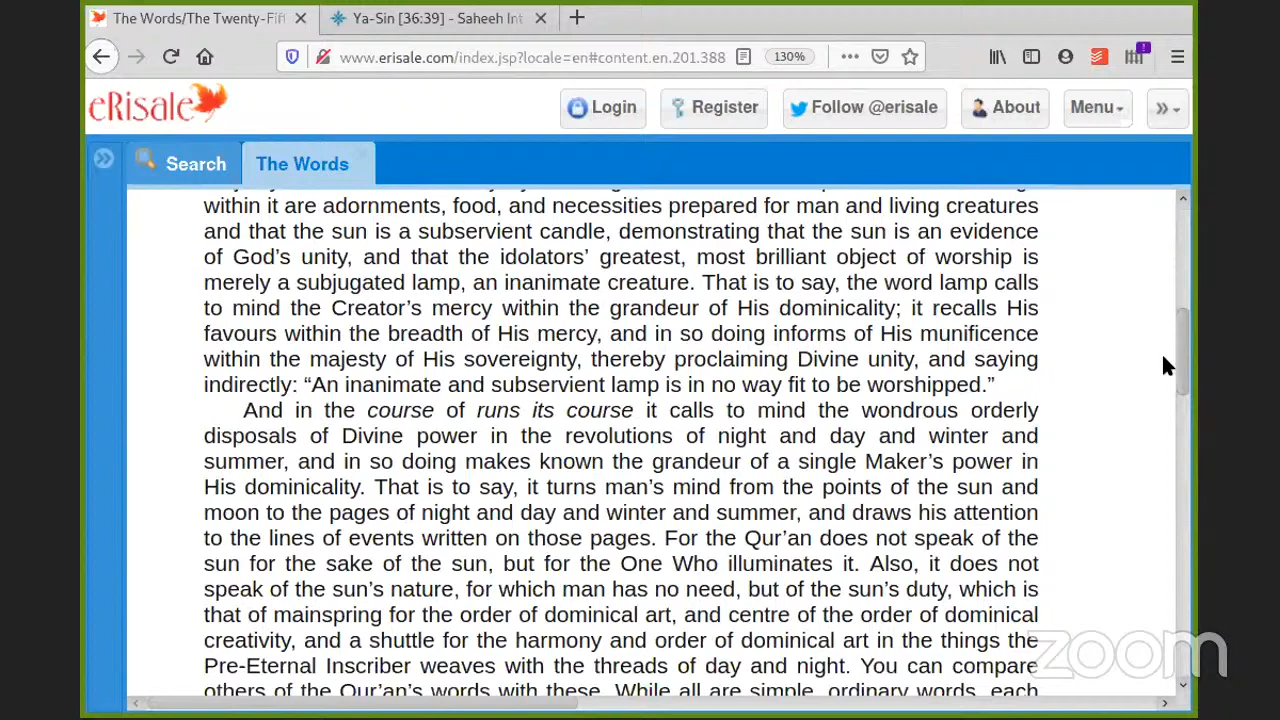 The Words/The Twenty-Fif
Ya-Sin [36:39] - Saheeh Int
www.erisale.com/index.jsp?locale=en#content.en.201.388
130%
eRisale
Login
Register
Follow @erisale
About
Menu
Search
The Words
within it are adornments, food, and necessities prepared for man and living creatures
and that the sun is a subservient candle, demonstrating that the sun is an evidence
of God’s unity, and that the idolators’ greatest, most brilliant object of worship is
merely a subjugated lamp, an inanimate creature. That is to say, the word lamp calls
to mind the Creator’s mercy within the grandeur of His dominicality; it recalls His
favours within the breadth of His mercy, and in so doing informs of His munificence
within the majesty of His sovereignty, thereby proclaiming Divine unity, and saying
indirectly: “An inanimate and subservient lamp is in no way fit to be worshipped.”
And in the course of runs its course it calls to mind the wondrous orderly
disposals of Divine power in the revolutions of night and day and winter and
summer, and in so doing makes known the grandeur of a single Maker’s power in
His dominicality. That is to say, it turns man’s mind from the points of the sun and
moon to the pages of night and day and winter and summer, and draws his attention
to the lines of events written on those pages. For the Qur’an does not speak of the
sun for the sake of the sun, but for the One Who illuminates it. Also, it does not
speak of the sun’s nature, for which man has no need, but of the sun’s duty, which is
that of mainspring for the order of dominical art, and centre of the order of dominical
creativity, and a shuttle for the harmony and order of dominical art in the things the
Pre-Eternal Inscriber weaves with the threads of day and night. You can compare
others of the Qur’an’s words with these. While all are simple, ordinary words, each
zoom